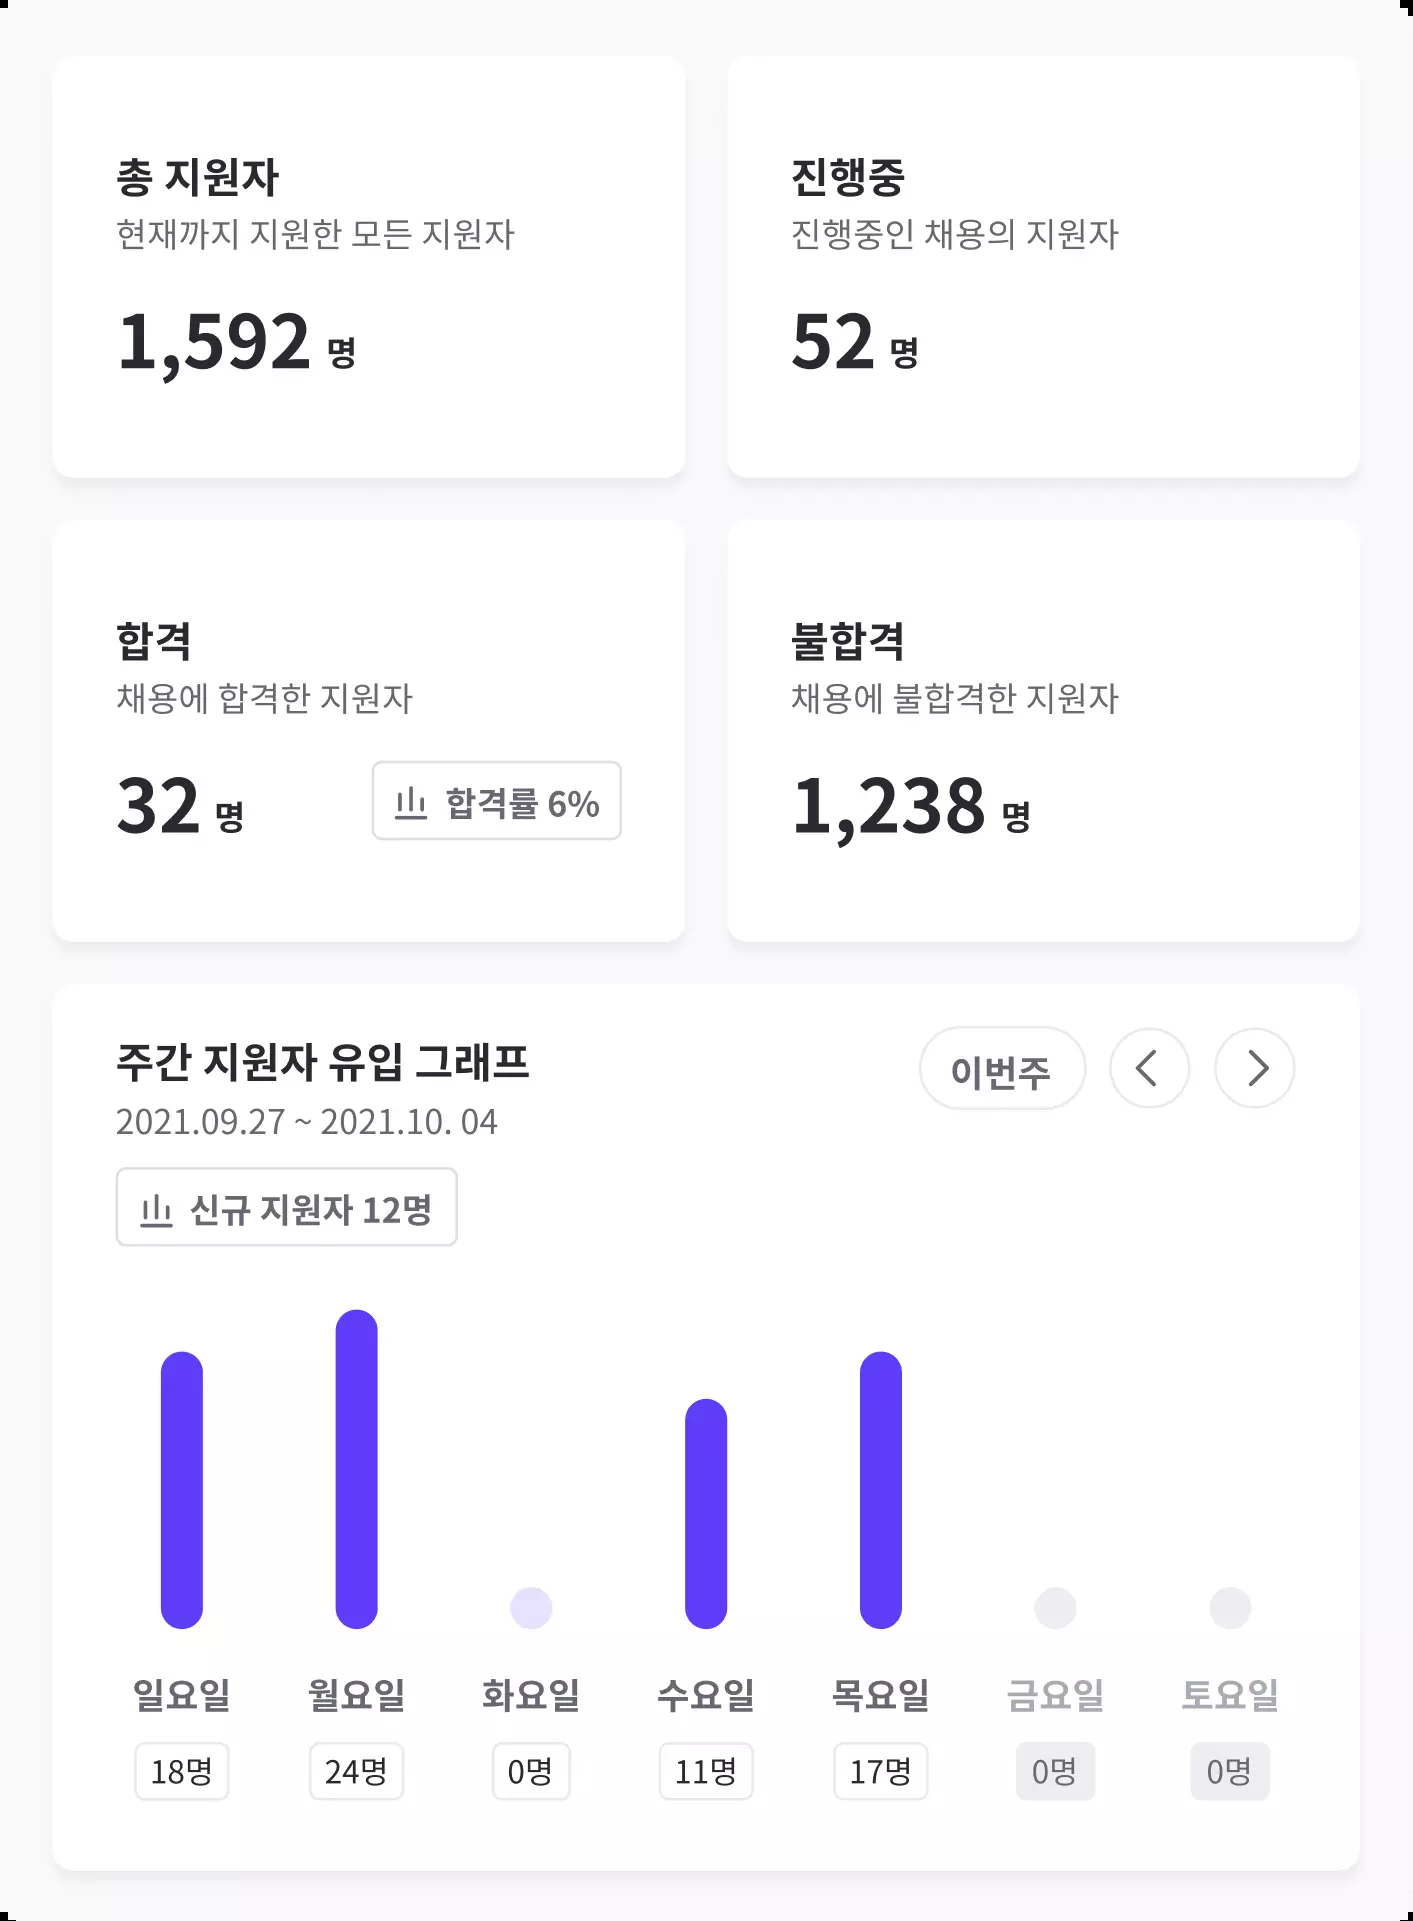 총 지원자
현재까지 지원한 모든 지원자
1,592 명
진행중
진행중인 채용의 지원자
52 명
합격
채용에 합격한 지원자
32 명
합격률 6%
불합격
채용에 불합격한 지원자
1,238 명
주간 지원자 유입 그래프
2021.09.27 ~ 2021.10. 04
이번주
신규 지원자 12명
일요일 월요일 화요일 수요일 목요일 금요일 토요일
18명 24명 0명 11명 17명 0명 0명